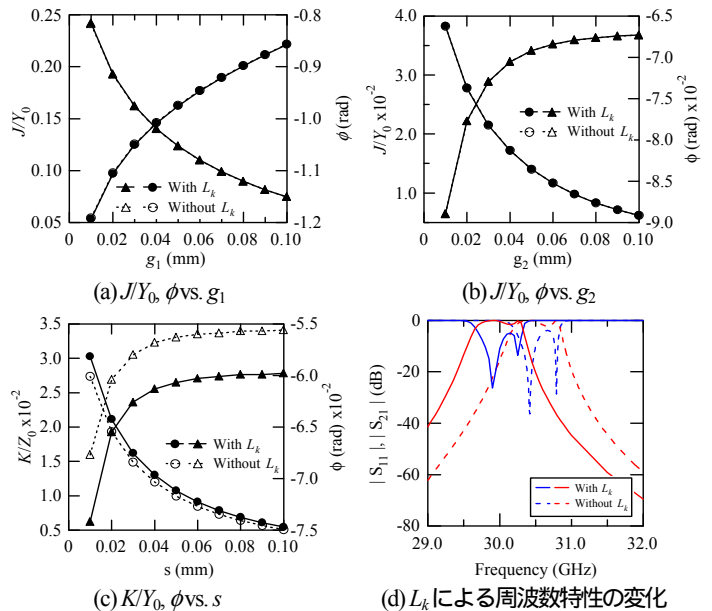 0.25
0.20
0.15
0.10
0.05
J/Y0
-0.8
-0.9
-1.0
-1.1
-1.2
ϕ (rad)
With Lk
Without Lk
0 0.02 0.04 0.06 0.08 0.10
g1 (mm)
(a) J/Y0, ϕ vs. g1
4.0
3.0
2.0
1.0
J/Y0 x10-2
-6.5
-7.0
-7.5
-8.0
-8.5
-9.0
ϕ (rad) x10-2
With Lk
Without Lk
0 0.02 0.04 0.06 0.08 0.10
g2 (mm)
(b) J/Y0, ϕ vs. g2
3.5
3.0
2.5
2.0
1.5
1.0
0.5
K/Z0 x10-2
-5.5
-6.0
-6.5
-7.0
-7.5
ϕ (rad) x10-2
With Lk
Without Lk
0 0.02 0.04 0.06 0.08 0.10
s (mm)
(c) K/Y0, ϕ vs. s
0
-20
-40
-60
-80
| S11 |, | S21 | (dB)
With Lk
Without Lk
29.0 30.0 31.0 32.0
Frequency (GHz)
(d) Lk による周波数特性の変化